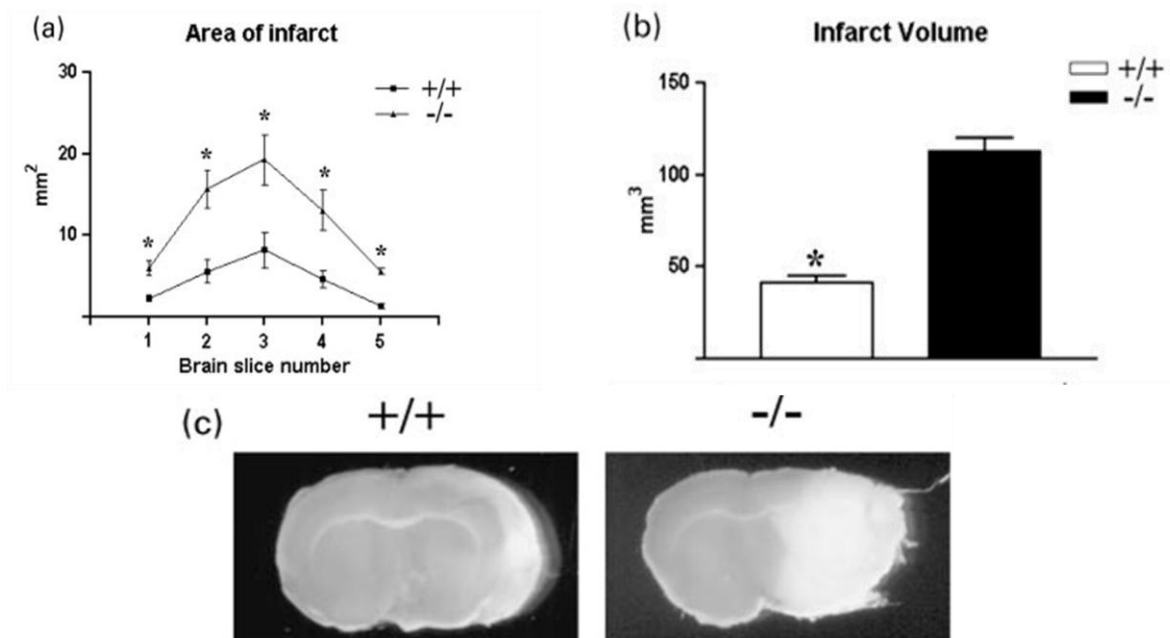 (a)
Area of infarct
30
20
10
mm²
+/+
-/-
*
*
*
*
*
1 2 3 4 5
Brain slice number
(b)
Infarct Volume
150
100
50
mm³
+/+
-/-
*
(c)
+/+
-/-